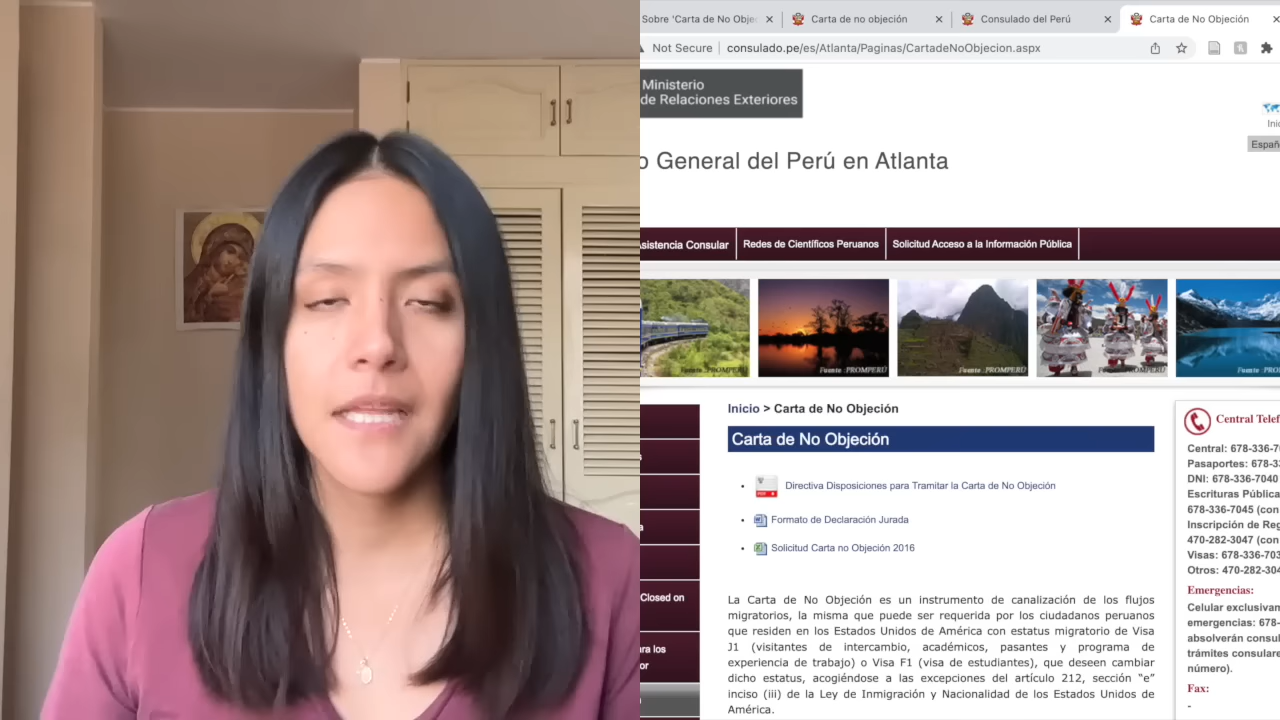 Sobre 'Carta de No Obje
Carta de no objeción
Consulado del Perú
Carta de No Objeción
Not Secure
consulado.pe/es/Atlanta/Paginas/CartadeNoObjecion.aspx
Ministerio
de Relaciones Exteriores
Inic
Españ
o General del Perú en Atlanta
Asistencia Consular
Redes de Científicos Peruanos
Solicitud Acceso a la Información Pública
Fuente :PROMPERÚ
Fuente :PROMPERÚ
Fuente :PROMPERÚ
Fuente :PROMPERÚ
Fuente :PROMPERÚ
Inicio > Carta de No Objeción
Carta de No Objeción
Directiva Disposiciones para Tramitar la Carta de No Objeción
Formato de Declaración Jurada
Solicitud Carta no Objeción 2016
La Carta de No Objeción es un instrumento de canalización de los flujos
migratorios, la misma que puede ser requerida por los ciudadanos peruanos
que residen en los Estados Unidos de América con estatus migratorio de Visa
J1 (visitantes de intercambio, académicos, pasantes y programa de
experiencia de trabajo) o Visa F1 (visa de estudiantes), que deseen cambiar
dicho estatus, acogiéndose a las excepciones del artículo 212, sección “e”
inciso (iii) de la Ley de Inmigración y Nacionalidad de los Estados Unidos de
América.
Closed on
ra los
or
Central Telef
Central: 678-336-7
Pasaportes: 678-3
DNI: 678-336-7040
Escrituras Pública
678-336-7045 (con
Inscripción de Reg
470-282-3047 (con
Visas: 678-336-703
Otros: 470-282-304
Emergencias:
Celular exclusivam
emergencias: 678-
absolverán consul
trámites consulare
número).
Fax:
-